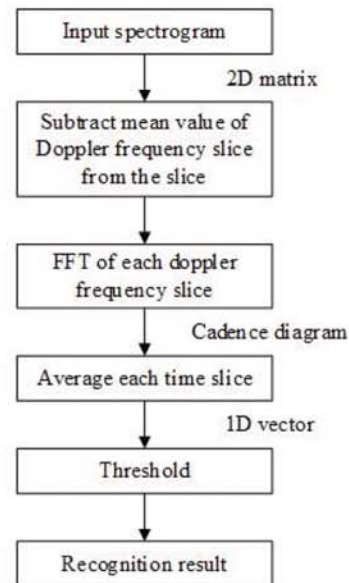 Input spectrogram
2D matrix
Subtract mean value of
Doppler frequency slice
from the slice
FFT of each doppler
frequency slice
Cadence diagram
Average each time slice
1D vector
Threshold
Recognition result